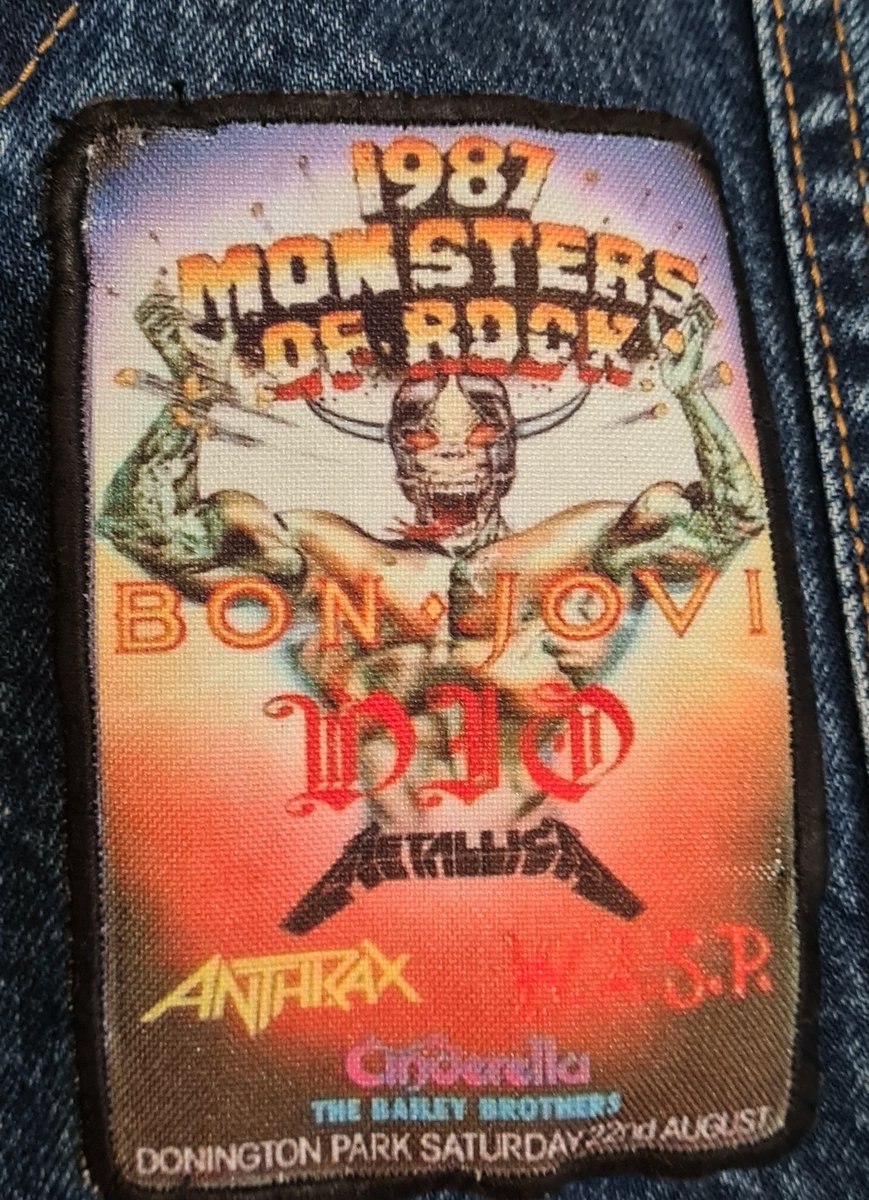 1987
MONSTERS
OF ROCK
BON • JOVI
DIO
METALLICA
ANTHRAX W.A.S.P.
Cinderella
THE BAILEY BROTHERS
DONINGTON PARK SATURDAY 22nd AUGUST